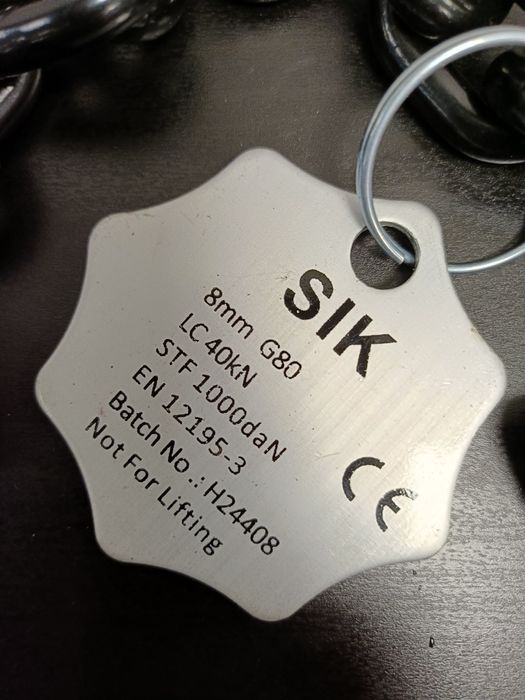 SIK
8mm G80
LC 40kN
STF 1000daN
EN 12195-3
Batch No.: H24408
Not For Lifting
CE